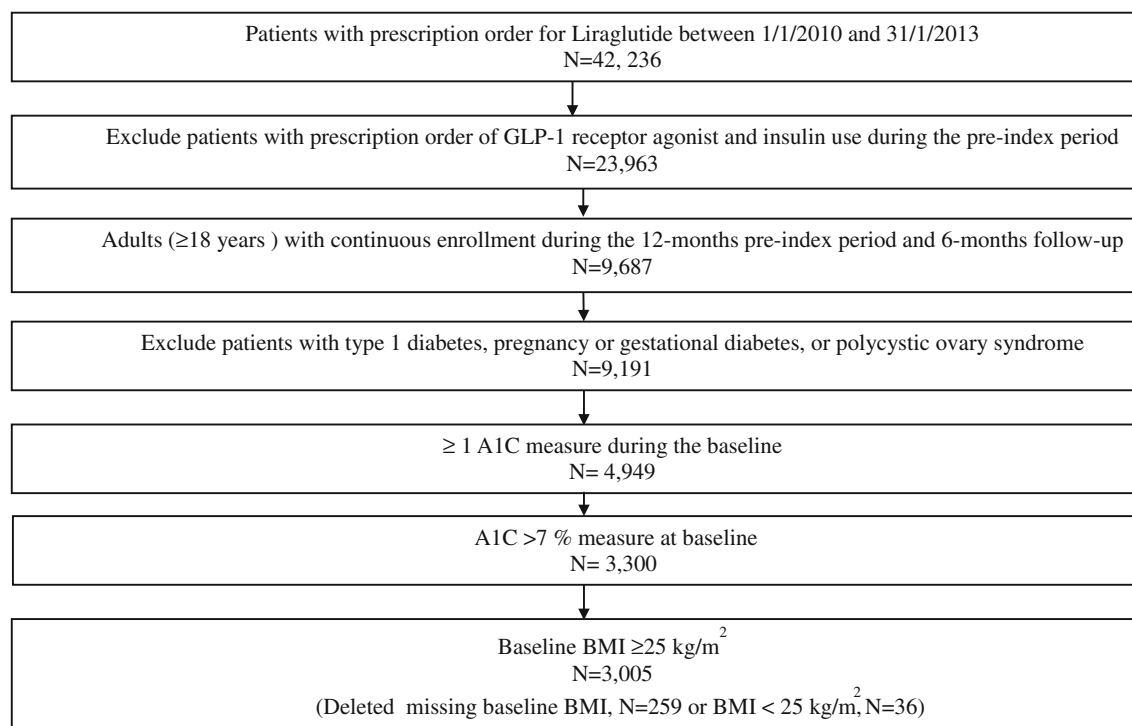 Patients with prescription order for Liraglutide between 1/1/2010 and 31/1/2013
N=42, 236
Exclude patients with prescription order of GLP-1 receptor agonist and insulin use during the pre-index period
N=23,963
Adults (≥18 years ) with continuous enrollment during the 12-months pre-index period and 6-months follow-up
N=9,687
Exclude patients with type 1 diabetes, pregnancy or gestational diabetes, or polycystic ovary syndrome
N=9,191
≥ 1 A1C measure during the baseline
N= 4,949
A1C >7 % measure at baseline
N= 3,300
Baseline BMI ≥25 kg/m²
N=3,005
(Deleted missing baseline BMI, N=259 or BMI < 25 kg/m², N=36)